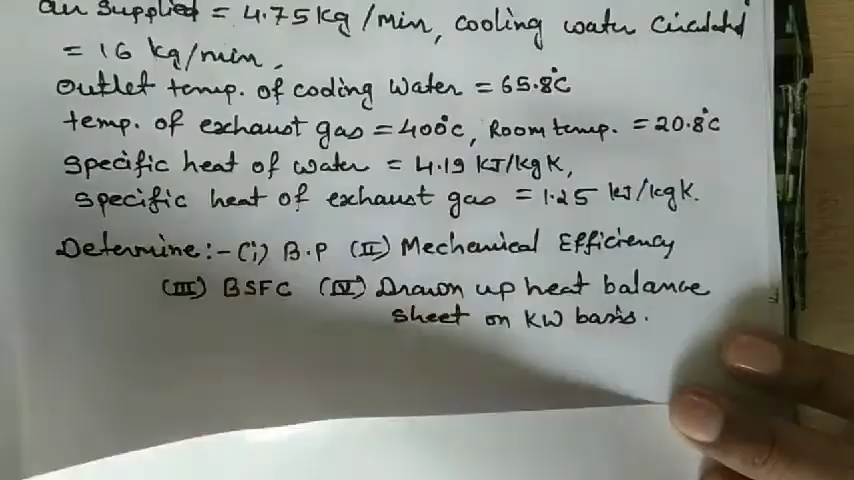 air supplied = 4.75 kg/min, cooling water circulated
= 16 kg/min.
Outlet temp. of coding water = 65.8°C
temp. of exhaust gas = 400°c, Room temp. = 20.8°C
Specific heat of water = 4.19 KJ/kgK,
specific heat of exhaust gas = 1.25 kJ/kgK.
Determine:- (i) B.P (II) Mechanical Efficiency
(III) BSFC (IV) Drawn up heat balance
sheet on KW basis.